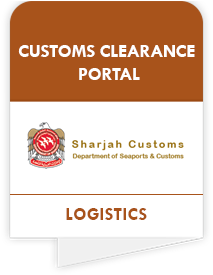 CUSTOMS CLEARANCE
PORTAL
Sharjah Customs
Department of Seaports & Customs
LOGISTICS